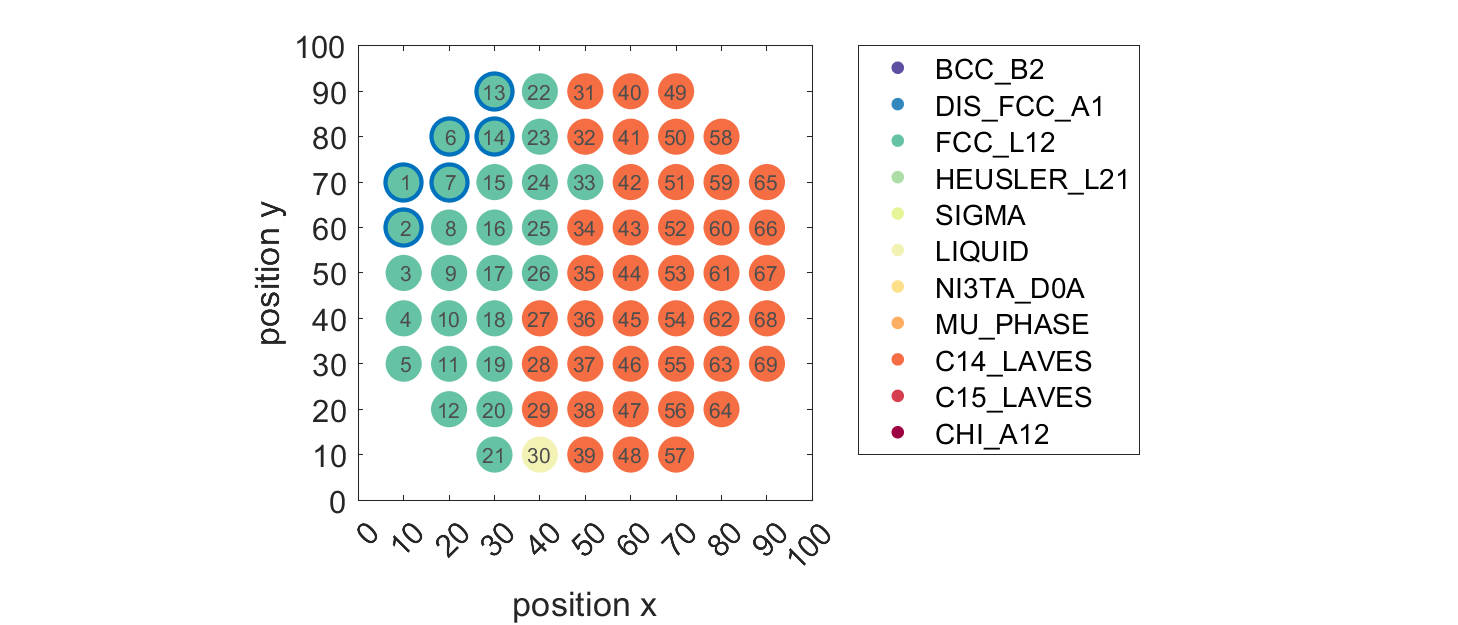 100
90
80
70
60
50
40
30
20
10
0
position y
13 22 31 40 49
6 14 23 32 41 50 58
1 7 15 24 33 42 51 59 65
2 8 16 25 34 43 52 60 66
3 9 17 26 35 44 53 61 67
4 10 18 27 36 45 54 62 68
5 11 19 28 37 46 55 63 69
12 20 29 38 47 56 64
21 30 39 48 57
0 10 20 30 40 50 60 70 80 90 100
position x
BCC_B2
DIS_FCC_A1
FCC_L12
HEUSLER_L21
SIGMA
LIQUID
NI3TA_D0A
MU_PHASE
C14_LAVES
C15_LAVES
CHI_A12